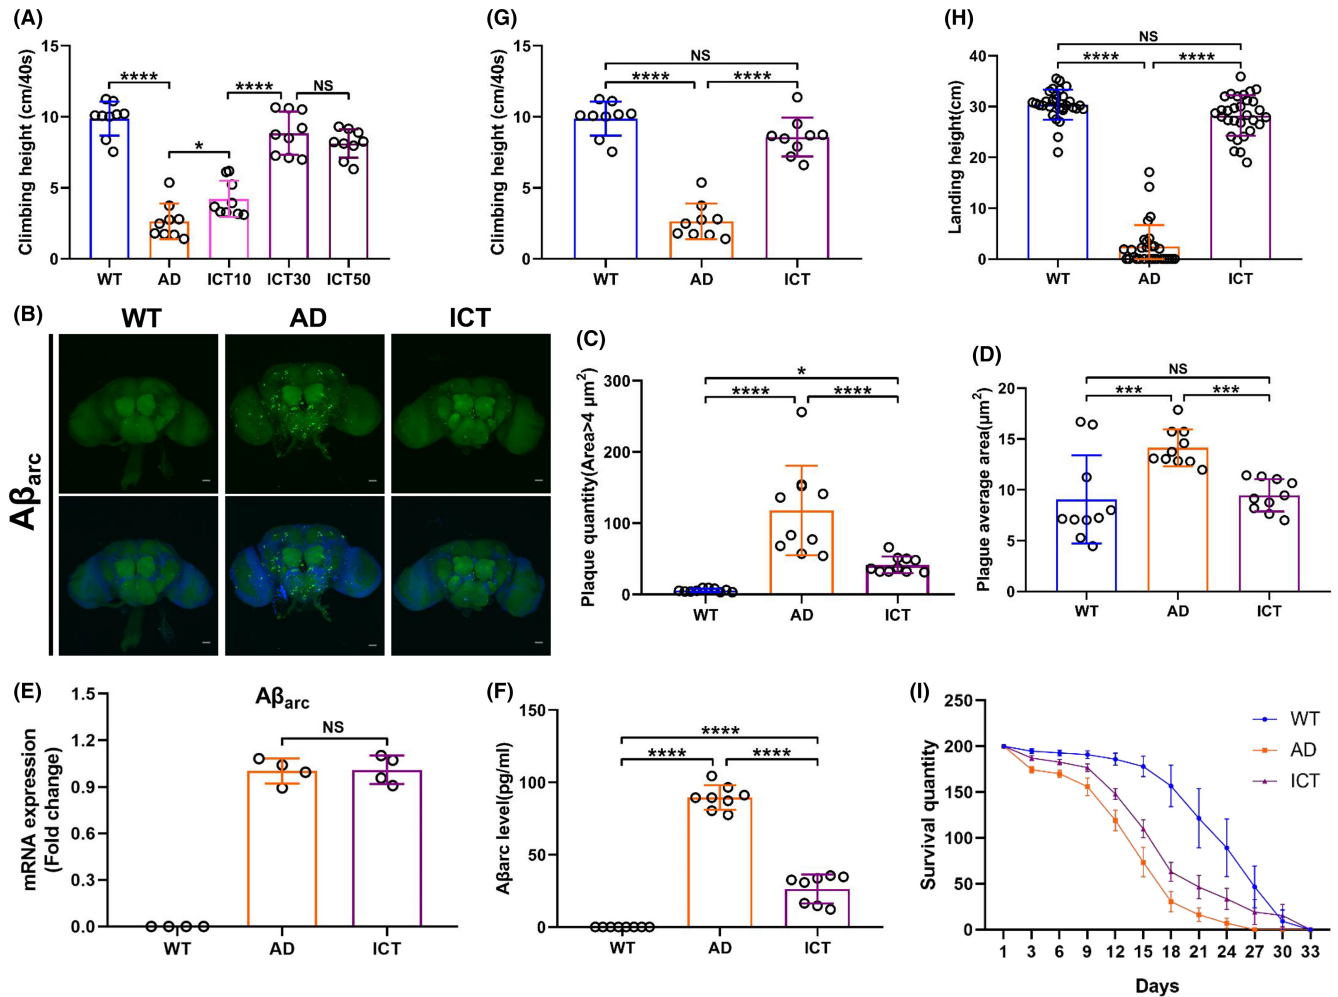 (A)
Climbing height (cm/40s)
15
10
5
0
****
*
****
NS
WT AD ICT10 ICT30 ICT50
(G)
Climbing height (cm/40s)
15
10
5
0
NS
**** ****
WT AD ICT
(H)
Landing height(cm)
40
30
20
10
0
NS
**** ****
WT AD ICT
(B)
WT AD ICT
Aβarc
(C)
Plaque quantity(Area>4 μm²)
300
200
100
0
*
**** ****
WT AD ICT
(D)
Plague average area(μm²)
20
15
10
5
0
NS
*** ***
WT AD ICT
(E)
Aβarc
mRNA expression
(Fold change)
1.5
1.2
0.9
0.6
0.3
0.0
NS
WT AD ICT
(F)
Aβarc level(pg/ml)
150
100
50
0
****
**** ****
WT AD ICT
(I)
Survival quantity
250
200
150
100
50
0
WT
AD
ICT
1 3 6 9 12 15 18 21 24 27 30 33
Days